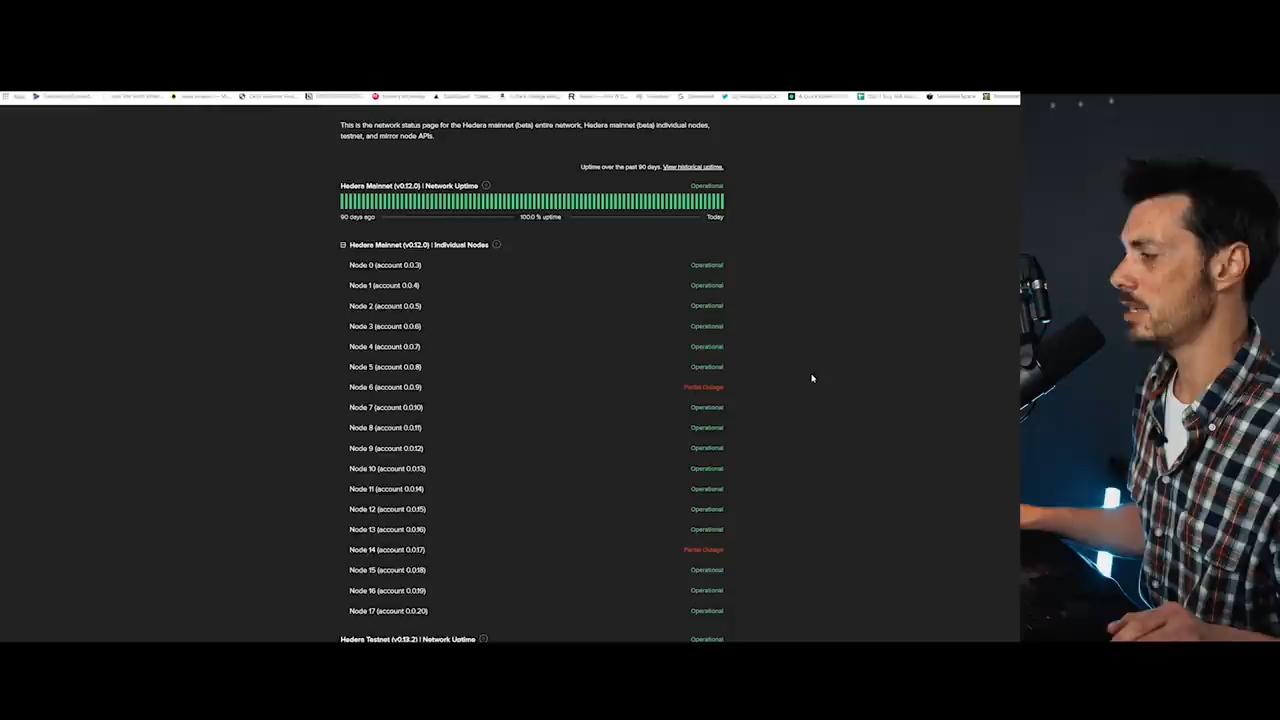 This is the network status page for the Hedera mainnet (beta) entire network, Hedera mainnet (beta) individual nodes,
testnet, and mirror node APIs.
Uptime over the past 90 days. View historical uptime.
Hedera Mainnet (v0.12.0) | Network Uptime ? Operational
90 days ago 100.0 % uptime Today
Hedera Mainnet (v0.12.0) | Individual Nodes ?
Node 0 (account 0.0.3) Operational
Node 1 (account 0.0.4) Operational
Node 2 (account 0.0.5) Operational
Node 3 (account 0.0.6) Operational
Node 4 (account 0.0.7) Operational
Node 5 (account 0.0.8) Operational
Node 6 (account 0.0.9) Partial Outage
Node 7 (account 0.0.10) Operational
Node 8 (account 0.0.11) Operational
Node 9 (account 0.0.12) Operational
Node 10 (account 0.0.13) Operational
Node 11 (account 0.0.14) Operational
Node 12 (account 0.0.15) Operational
Node 13 (account 0.0.16) Operational
Node 14 (account 0.0.17) Partial Outage
Node 15 (account 0.0.18) Operational
Node 16 (account 0.0.19) Operational
Node 17 (account 0.0.20) Operational
Hedera Testnet (v0.13.2) | Network Uptime ? Operational